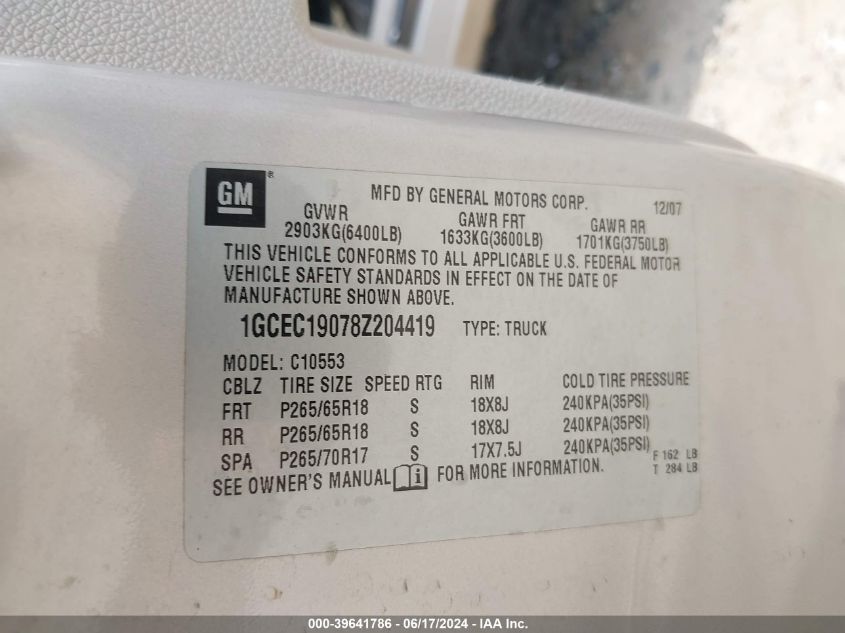 GM®
MFD BY GENERAL MOTORS CORP. 12/07
GVWR GAWR FRT GAWR RR
2903KG(6400LB) 1633KG(3600LB) 1701KG(3750LB)
THIS VEHICLE CONFORMS TO ALL APPLICABLE U.S. FEDERAL MOTOR
VEHICLE SAFETY STANDARDS IN EFFECT ON THE DATE OF
MANUFACTURE SHOWN ABOVE.
1GCEC19078Z204419 TYPE: TRUCK
MODEL: C10553
CBLZ TIRE SIZE SPEED RTG RIM COLD TIRE PRESSURE
FRT P265/65R18 S 18X8J 240KPA(35PSI)
RR P265/65R18 S 18X8J 240KPA(35PSI)
SPA P265/70R17 S 17X7.5J 240KPA(35PSI)
F 162 LB
T 284 LB
SEE OWNER'S MANUAL i FOR MORE INFORMATION.
000-39641786 - 06/17/2024 - IAA Inc.